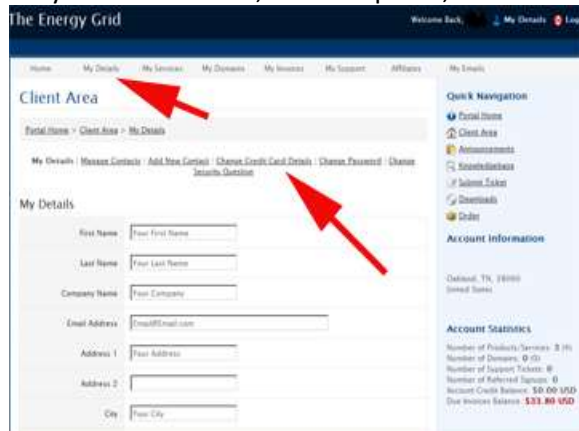 The Energy Grid
Welcome Back, My Details Log
Home My Details My Services My Domains My Invoices My Support Affiliates My Emails
Client Area
Portal Home > Client Area > My Details
My Details | Manage Contacts | Add New Contact | Change Credit Card Details | Change Password | Change
Security Question
My Details
First Name Your First Name
Last Name Your Last Name
Company Name Your Company
Email Address Email@Email.com
Address 1 Your Address
Address 2
City Your City
Quick Navigation
Portal Home
Client Area
Announcements
Knowledgebase
Submit Ticket
Downloads
Order
Account Information
Oakland, TN,
United States
Account Statistics
Number of Products/Services: 3
Number of Domains: 0 (0)
Number of Support Tickets: 0
Number of Referred Signups: 0
Account Credit Balance: $0.00 USD
Due Invoices Balance: $33.80 USD